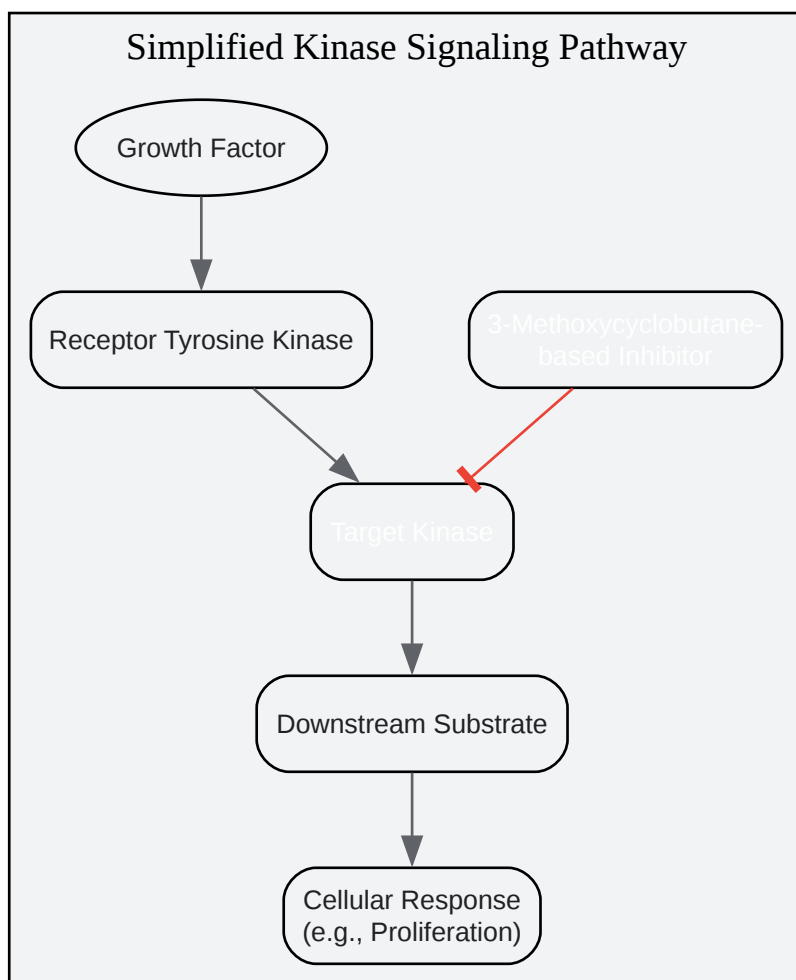 Simplified Kinase Signaling Pathway
Growth Factor
Receptor Tyrosine Kinase
3-Methoxycyclobutane-
based Inhibitor
Target Kinase
Downstream Substrate
Cellular Response
(e.g., Proliferation)